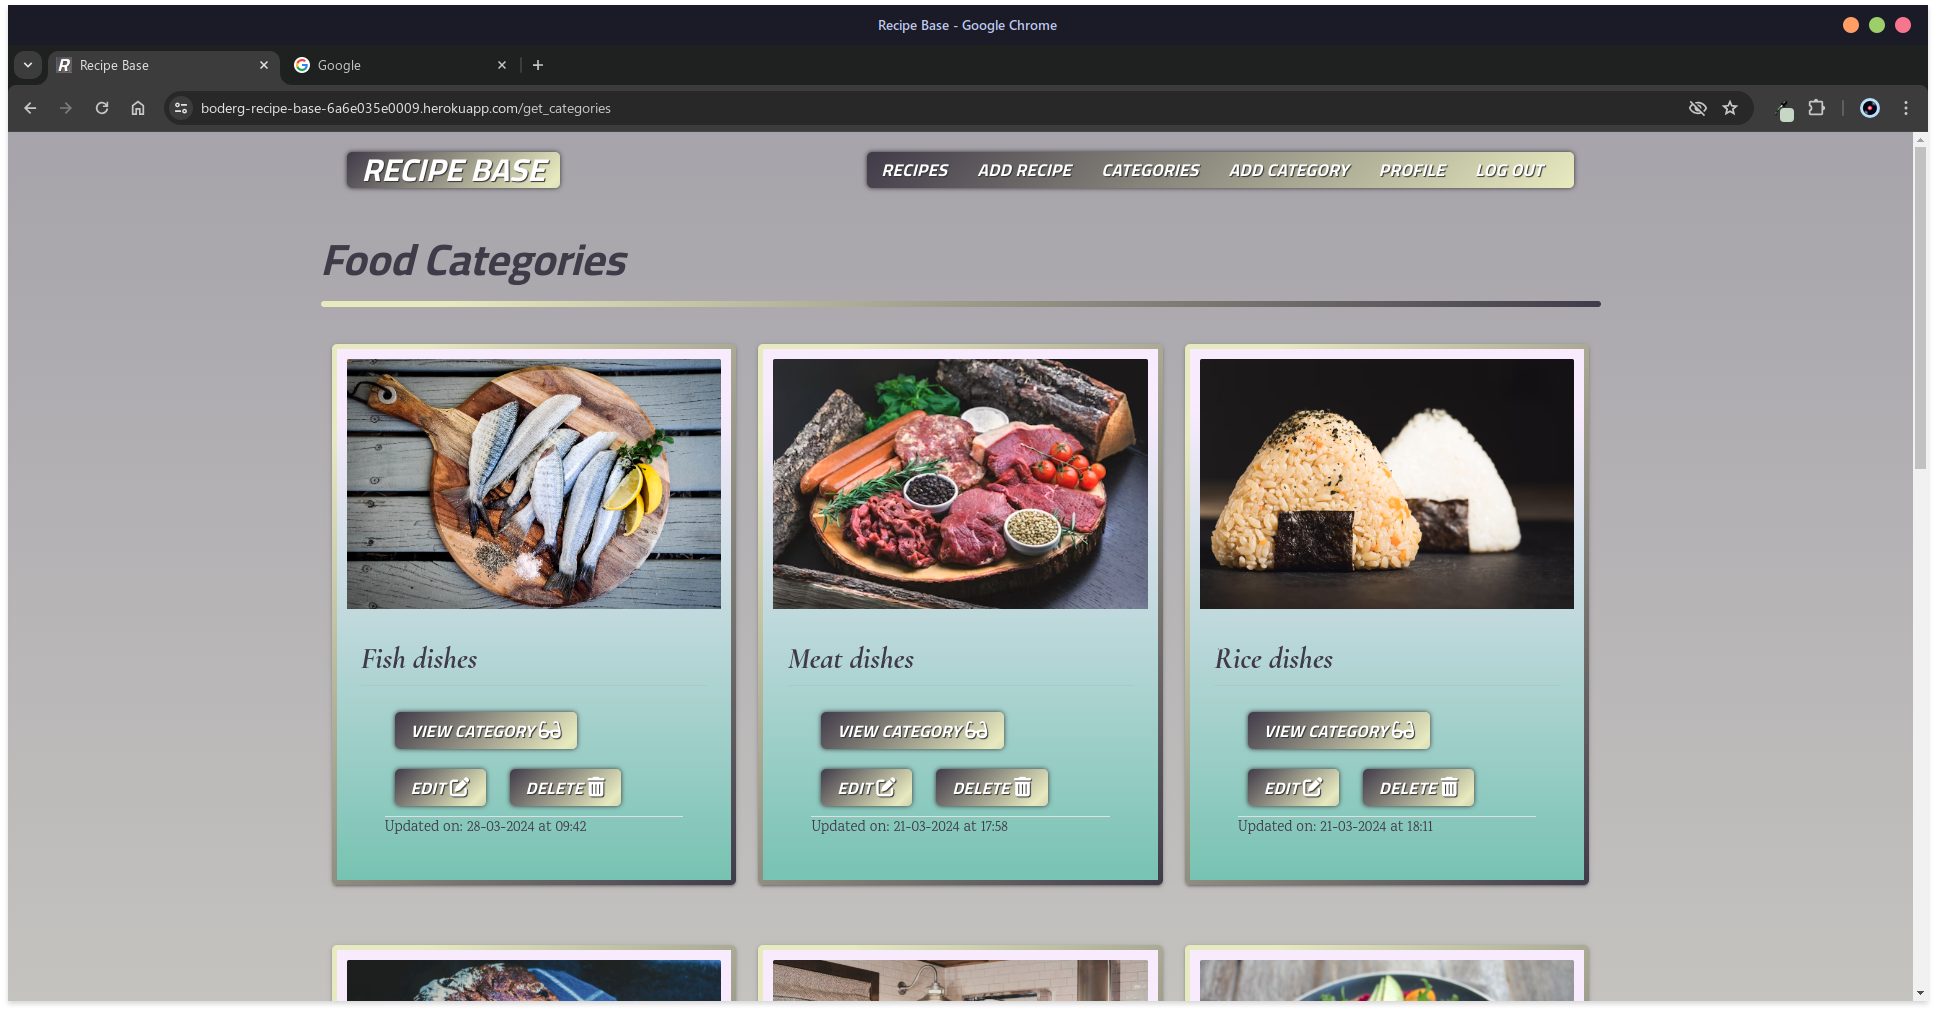 Recipe Base - Google Chrome
Recipe Base
Google
boderg-recipe-base-6a6e035e0009.herokuapp.com/get_categories
RECIPE BASE
RECIPES ADD RECIPE CATEGORIES ADD CATEGORY PROFILE LOG OUT
Food Categories
Fish dishes
VIEW CATEGORY
EDIT DELETE
Updated on: 28-03-2024 at 09:42
Meat dishes
VIEW CATEGORY
EDIT DELETE
Updated on: 21-03-2024 at 17:58
Rice dishes
VIEW CATEGORY
EDIT DELETE
Updated on: 21-03-2024 at 18:11